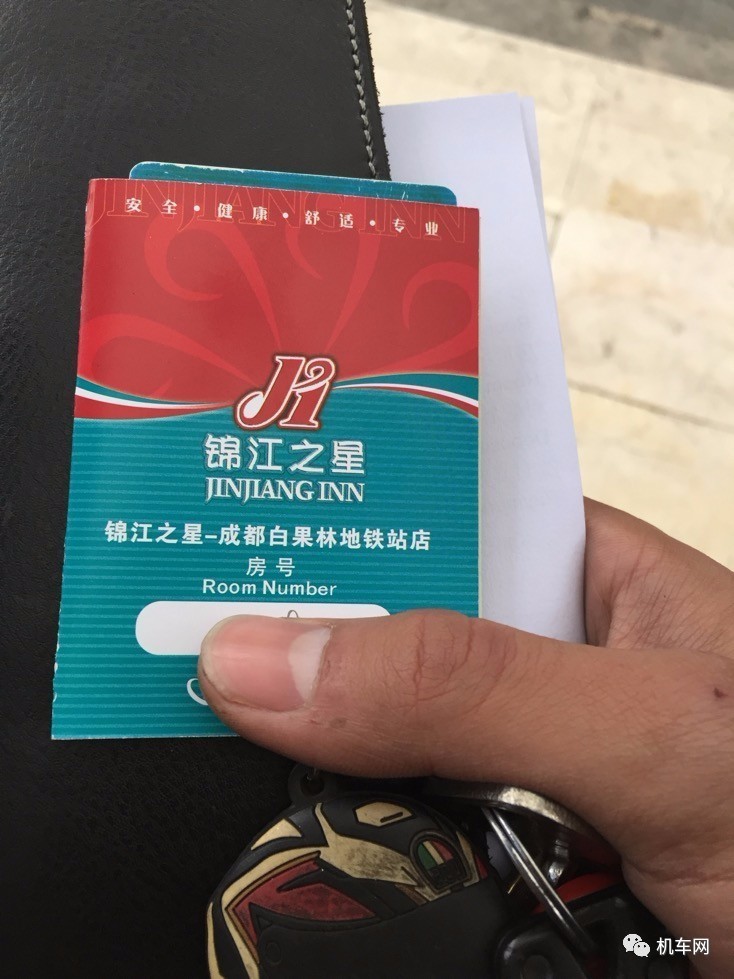 JINJIANG INN
安全·健康·舒适·专业
J1
锦江之星
JINJIANG INN
锦江之星-成都白果林地铁站店
房号
Room Number
机车网